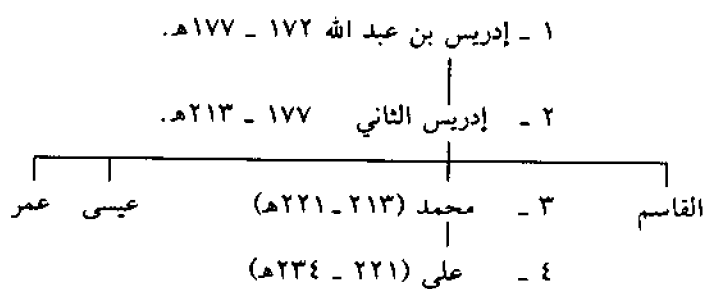 ١ ـ إدريس بن عبد الله ١٧٢ ـ ١٧٧هـ.
٢ ـ إدريس الثاني ١٧٧ ـ ٢١٣هـ.
القاسم ٣ ـ محمد (٢١٣ ـ ٢٢١هـ) عيسى عمر
٤ ـ علي (٢٢١ ـ ٢٣٤هـ)